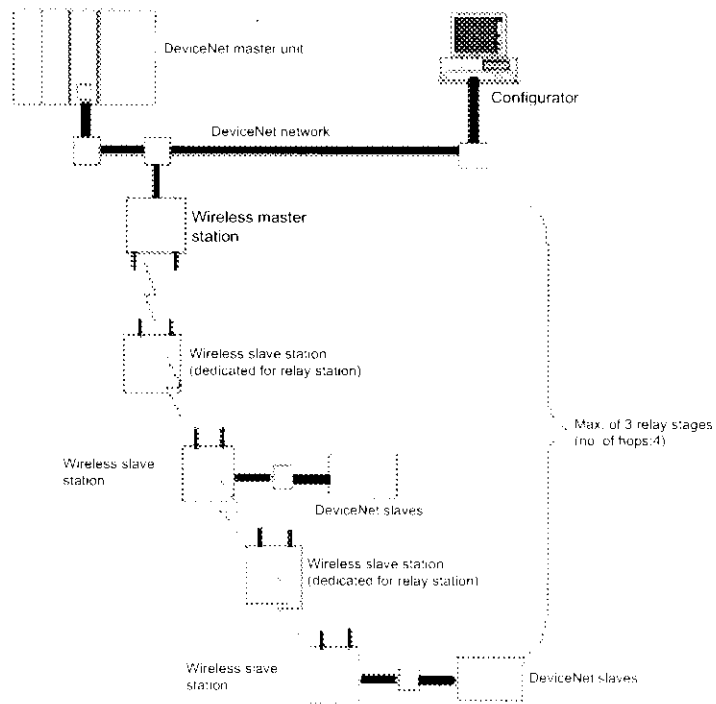 DeviceNet master unit
Configurator
DeviceNet network
Wireless master
station
Wireless slave station
(dedicated for relay station)
Max. of 3 relay stages
(no. of hops:4)
Wireless slave
station
DeviceNet slaves
Wireless slave station
(dedicated for relay station)
Wireless slave
station
DeviceNet slaves